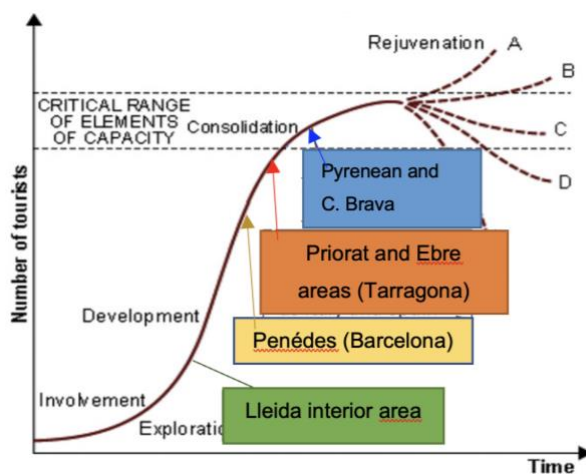 Rejuvenation A
B
CRITICAL RANGE
OF ELEMENTS
OF CAPACITY
Consolidation
C
D
Pyrenean and
C. Brava
Priorat and Ebre
areas (Tarragona)
Number of tourists
Development
Penédes (Barcelona)
Involvement
Lleida interior area
Exploratio
Time